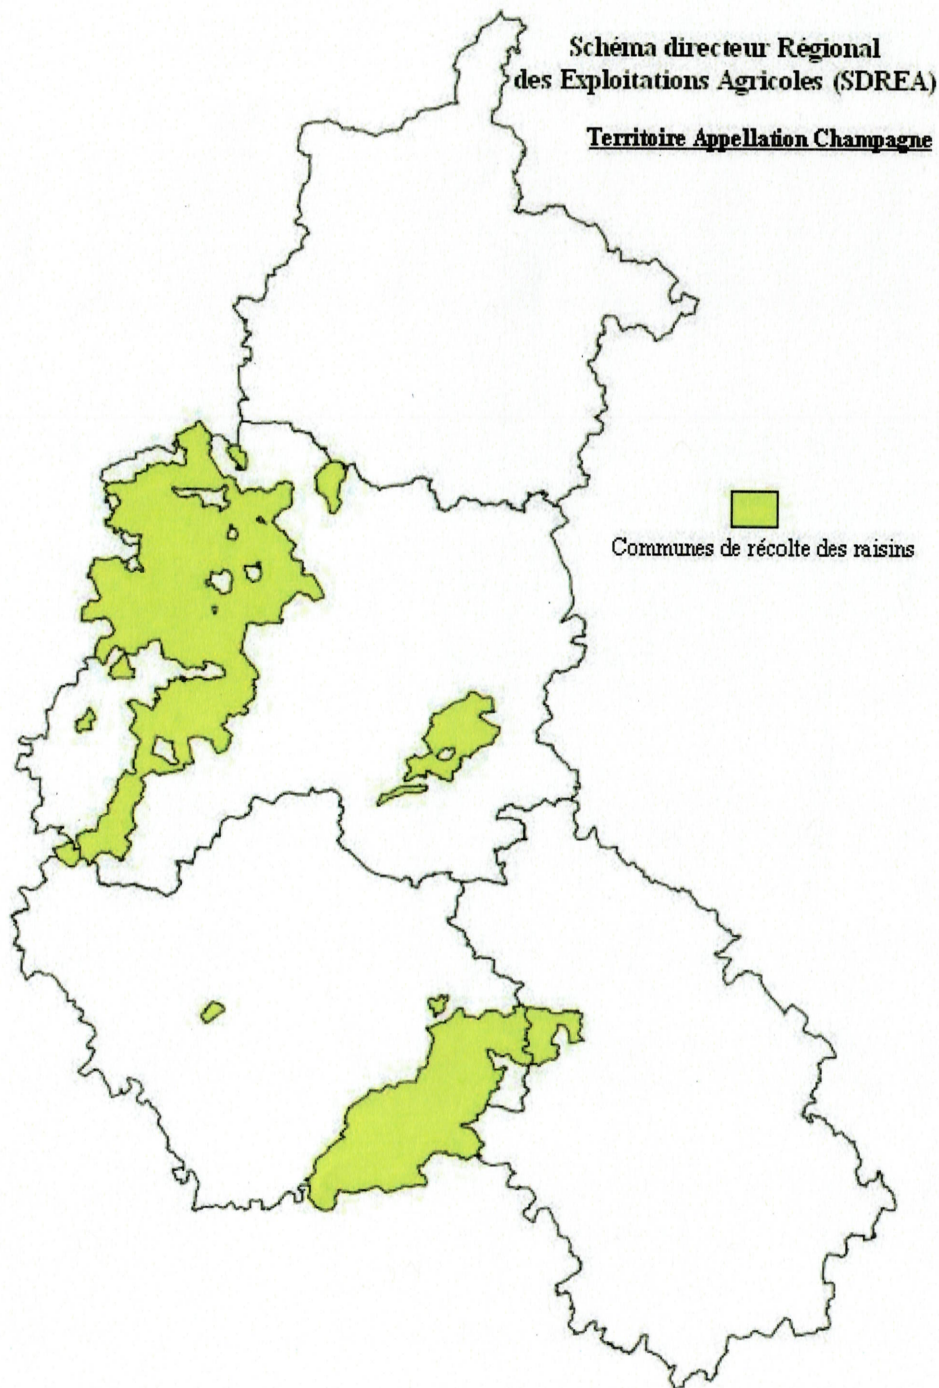 Schéma directeur Régional
des Exploitations Agricoles (SDREA)
Territoire Appellation Champagne
Communes de récolte des raisins